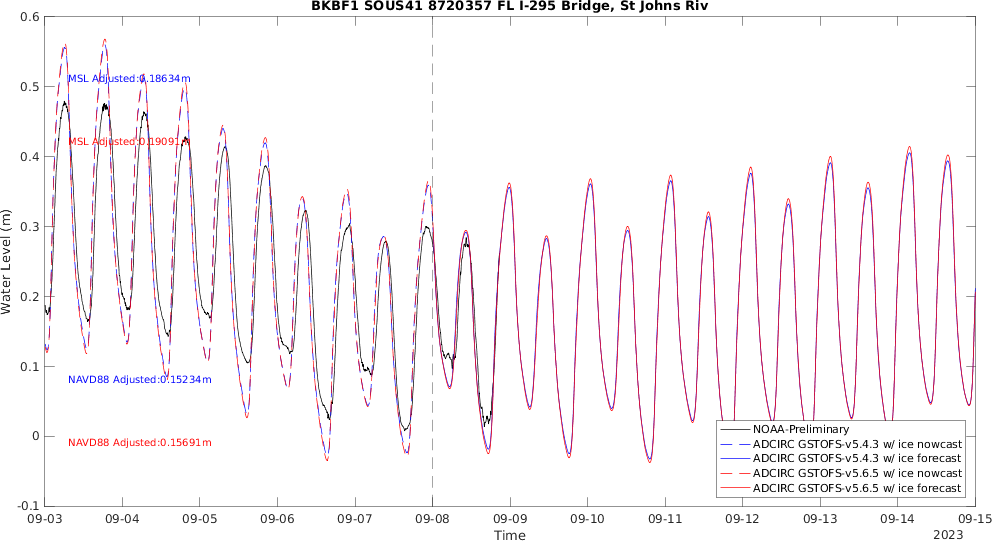 BKBF1 SOUS41 8720357 FL I-295 Bridge, St Johns Riv
Water Level (m)
0.6
0.5
0.4
0.3
0.2
0.1
0
-0.1
MSL Adjusted:0.18634m
MSL Adjusted:0.19091
NAVD88 Adjusted:0.15234m
NAVD88 Adjusted:0.15691m
NOAA-Preliminary
ADCIRC GSTOFS-v5.4.3 w/ ice nowcast
ADCIRC GSTOFS-v5.4.3 w/ ice forecast
ADCIRC GSTOFS-v5.6.5 w/ ice nowcast
ADCIRC GSTOFS-v5.6.5 w/ ice forecast
09-03 09-04 09-05 09-06 09-07 09-08 09-09 09-10 09-11 09-12 09-13 09-14 09-15
Time
2023